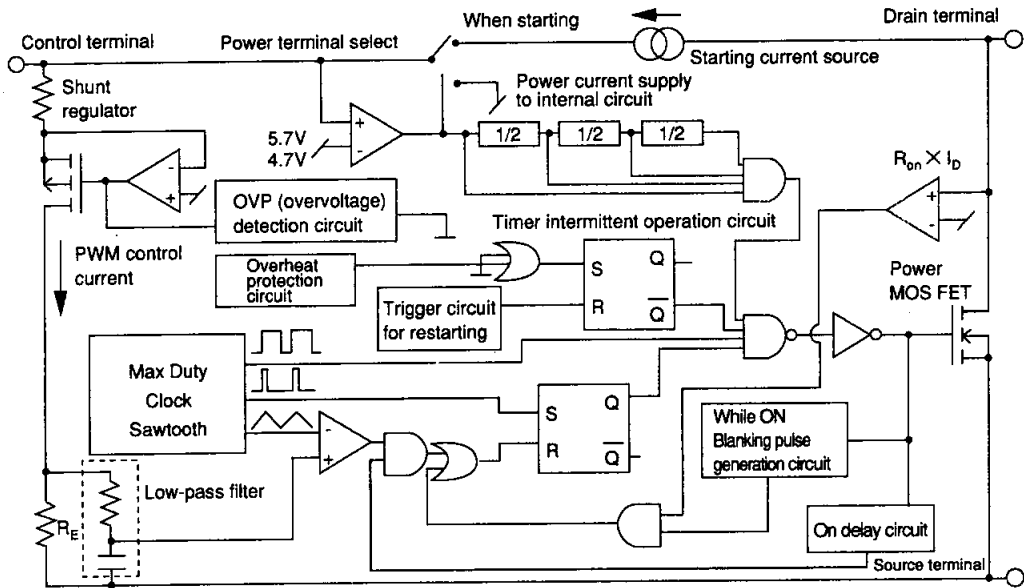 When starting
Drain terminal
Control terminal
Power terminal select
Starting current source
Shunt
regulator
Power current supply
to internal circuit
+
-
5.7V
4.7V
1/2
1/2
1/2
R_on × I_D
-
+
+
-
OVP (overvoltage)
detection circuit
Timer intermittent operation circuit
PWM control
current
Overheat
protection
circuit
S
Q
R
Q̅
Trigger circuit
for restarting
Power
MOS FET
Max Duty
Clock
Sawtooth
S
Q
R
Q̅
-
+
While ON
Blanking pulse
generation circuit
Low-pass filter
R_E
On delay circuit
Source terminal